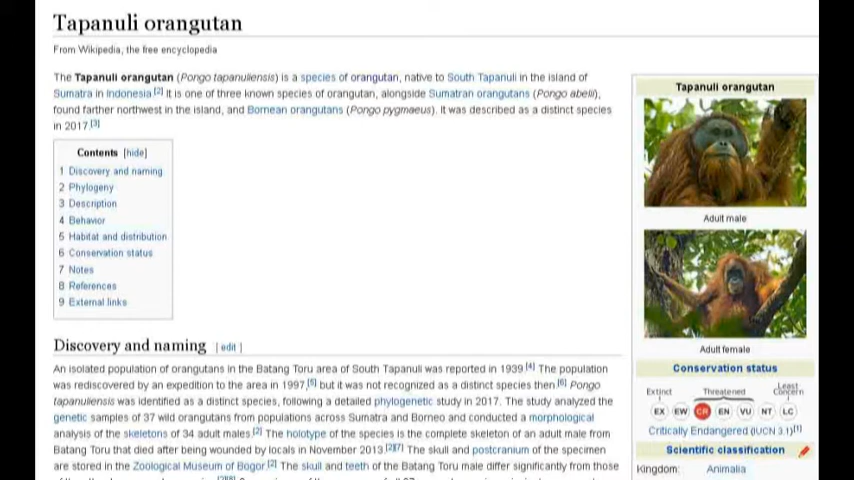 Tapanuli orangutan
From Wikipedia, the free encyclopedia
The Tapanuli orangutan (Pongo tapanuliensis) is a species of orangutan, native to South Tapanuli in the island of
Sumatra in Indonesia.[2] It is one of three known species of orangutan, alongside Sumatran orangutans (Pongo abelii),
found farther northwest in the island, and Bornean orangutans (Pongo pygmaeus). It was described as a distinct species
in 2017.[3]
Contents [hide]
1 Discovery and naming
2 Phylogeny
3 Description
4 Behavior
5 Habitat and distribution
6 Conservation status
7 Notes
8 References
9 External links
Discovery and naming [ edit ]
An isolated population of orangutans in the Batang Toru area of South Tapanuli was reported in 1939.[4] The population
was rediscovered by an expedition to the area in 1997,[5] but it was not recognized as a distinct species then.[6] Pongo
tapanuliensis was identified as a distinct species, following a detailed phylogenetic study in 2017. The study analyzed the
genetic samples of 37 wild orangutans from populations across Sumatra and Borneo and conducted a morphological
analysis of the skeletons of 34 adult males.[2] The holotype of the species is the complete skeleton of an adult male from
Batang Toru that died after being wounded by locals in November 2013.[2][7] The skull and postcranium of the specimen
are stored in the Zoological Museum of Bogor.[2] The skull and teeth of the Batang Toru male differ significantly from those
Tapanuli orangutan
Adult male
Adult female
Conservation status
Extinct Threatened Least Concern
EX EW CR EN VU NT LC
Critically Endangered (IUCN 3.1)[1]
Scientific classification
Kingdom: Animalia